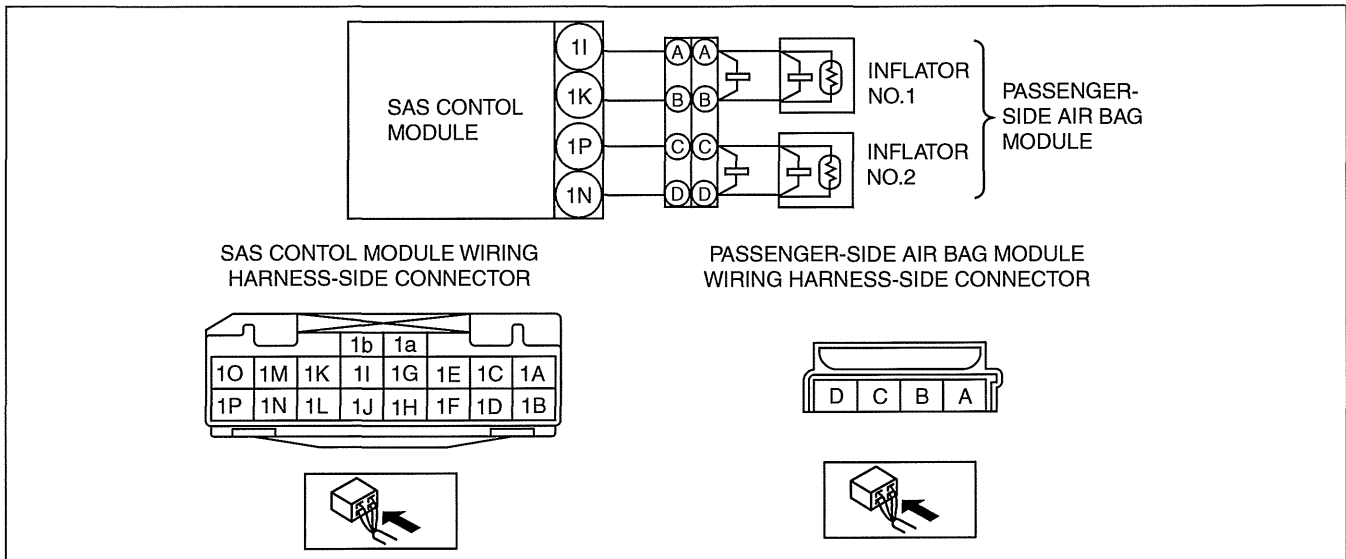 SAS CONTOL
MODULE
1I
1K
1P
1N
A A
B B
C C
D D
INFLATOR
NO.1
INFLATOR
NO.2
PASSENGER-
SIDE AIR BAG
MODULE
SAS CONTOL MODULE WIRING
HARNESS-SIDE CONNECTOR
1b 1a
1O 1M 1K 1I 1G 1E 1C 1A
1P 1N 1L 1J 1H 1F 1D 1B
PASSENGER-SIDE AIR BAG MODULE
WIRING HARNESS-SIDE CONNECTOR
D C B A